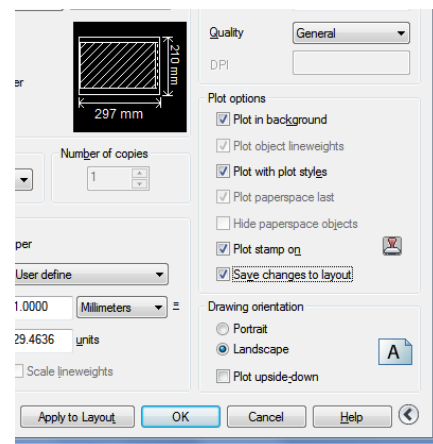 Quality General
DPI
210 mm
er
297 mm
Plot options
Plot in background
Plot object lineweights
Number of copies
1
Plot with plot styles
Plot paperspace last
Hide paperspace objects
per
Plot stamp on
User define
Save changes to layout
1.0000 Millimeters =
29.4636 units
Scale lineweights
Drawing orientation
Portrait
Landscape
A
Plot upside-down
Apply to Layout OK Cancel Help